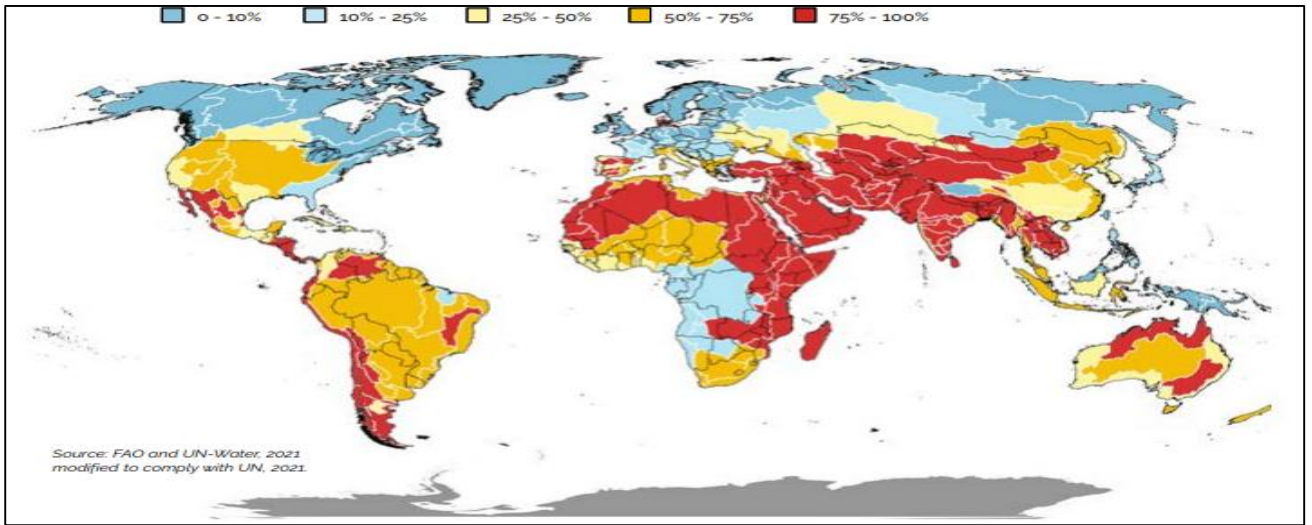 0 - 10% 10% - 25% 25% - 50% 50% - 75% 75% - 100%
Source: FAO and UN-Water, 2021
modified to comply with UN, 2021.